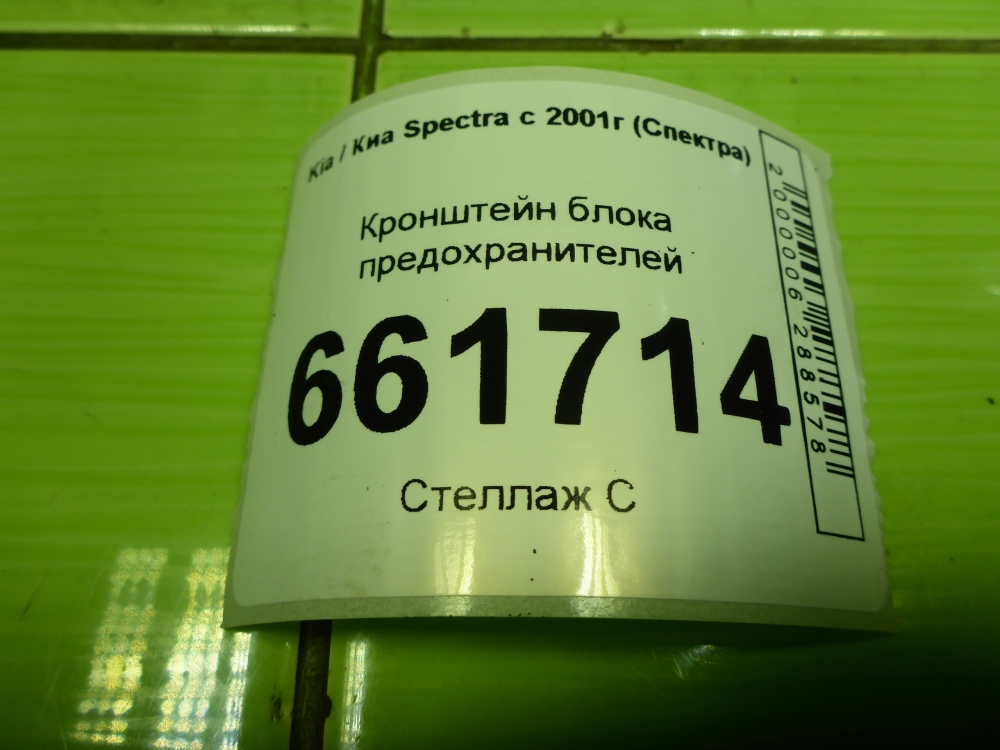 Kia / Киа Spectra с 2001г (Спектра)
Кронштейн блока
предохранителей
661714
Стеллаж С
2000006288578